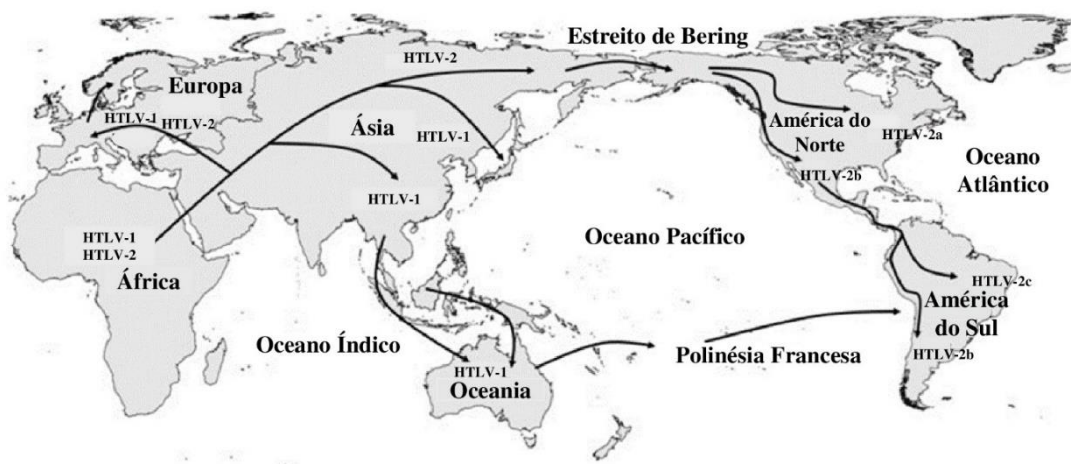 Estreito de Bering
HTLV-2
Europa
HTLV-1
HTLV-2
Ásia
HTLV-1
América do
Norte
HTLV-2a
Oceano
Atlântico
HTLV-2b
HTLV-1
Oceano Pacífico
HTLV-1
HTLV-2
África
HTLV-2c
América
do Sul
Oceano Índico
Polinésia Francesa
HTLV-2b
HTLV-1
Oceania